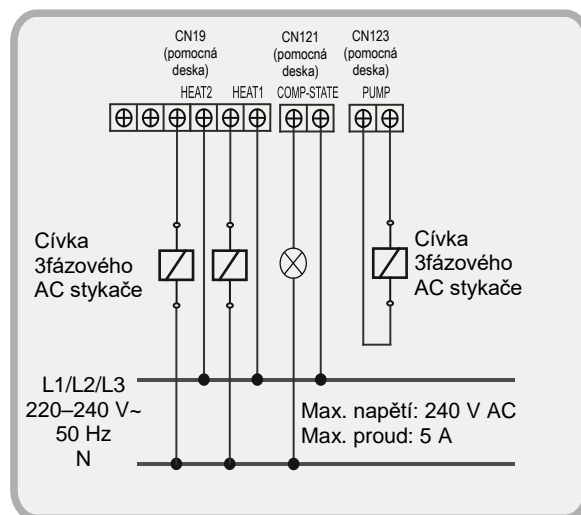 CN19
(pomocná
deska)
CN121
(pomocná
deska)
CN123
(pomocná
deska)
HEAT2
HEAT1
COMP-STATE
PUMP
Cívka
3fázového
AC stykače
Cívka
3fázového
AC stykače
L1/L2/L3
220–240 V~
50 Hz
N
Max. napětí: 240 V AC
Max. proud: 5 A